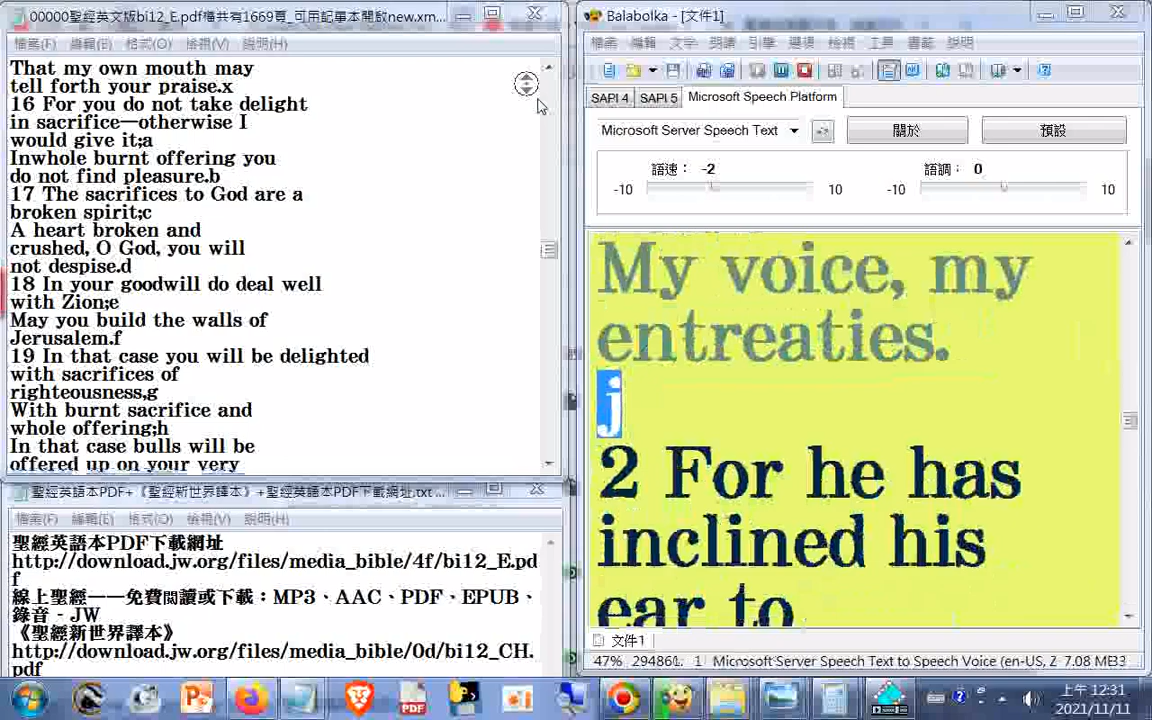 00000聖經英文版bi12_E.pdf檔共有1669頁_可用記事本開啟new.xm...
檔案(F) 編輯(E) 格式(O) 檢視(V) 說明(H)
That my own mouth may
tell forth your praise.x
16 For you do not take delight
in sacrifice—otherwise I
would give it;a
Inwhole burnt offering you
do not find pleasure.b
17 The sacrifices to God are a
broken spirit;c
A heart broken and
crushed, O God, you will
not despise.d
18 In your goodwill do deal well
with Zion;e
May you build the walls of
Jerusalem.f
19 In that case you will be delighted
with sacrifices of
righteousness,g
With burnt sacrifice and
whole offering;h
In that case bulls will be
offered up on your very
聖經英語本PDF+《聖經新世界譯本》+聖經英語本PDF下載網址.txt ...
檔案(F) 編輯(E) 格式(O) 檢視(V) 說明(H)
聖經英語本PDF下載網址
http://download.jw.org/files/media_bible/4f/bi12_E.pd
f
線上聖經——免費閱讀或下載：MP3、AAC、PDF、EPUB、
錄音 - JW
《聖經新世界譯本》
http://download.jw.org/files/media_bible/0d/bi12_CH.
pdf
Balabolka - [文件1]
檔案 編輯 文字 朗讀 引擎 選項 檢視 工具 書籤 說明
SAPI 4 SAPI 5 Microsoft Speech Platform
Microsoft Server Speech Text 關於 預設
語速： -2 語調： 0
-10 10 -10 10
My voice, my
entreaties.
j
2 For he has
inclined his
ear to
文件1
47% 294861. 1 Microsoft Server Speech Text to Speech Voice (en-US, Z 7.08 MB3
上午 12:31
2021/11/11